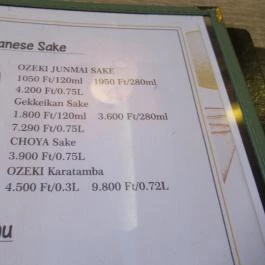 anese Sake
OZEKI JUNMAI SAKE
1050 Ft/120ml 1950 Ft/280ml
4.200 Ft/0.75L
Gekkeikan Sake
1.800 Ft/120ml 3.600 Ft/280ml
7.290 Ft/0.75L
CHOYA Sake
3.900 Ft/0.75L
OZEKI Karatamba
4.500 Ft/0.3L 9.800 Ft/0.72L
nu